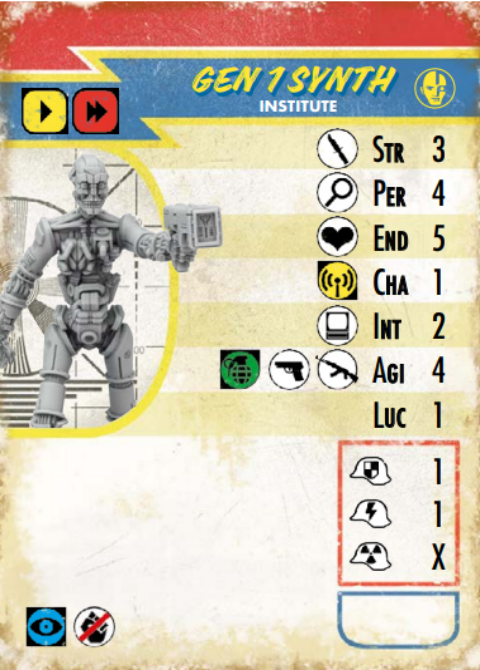 GEN 1 SYNTH
INSTITUTE
STR 3
PER 4
END 5
CHA 1
INT 2
AGI 4
LUC 1
1
1
X